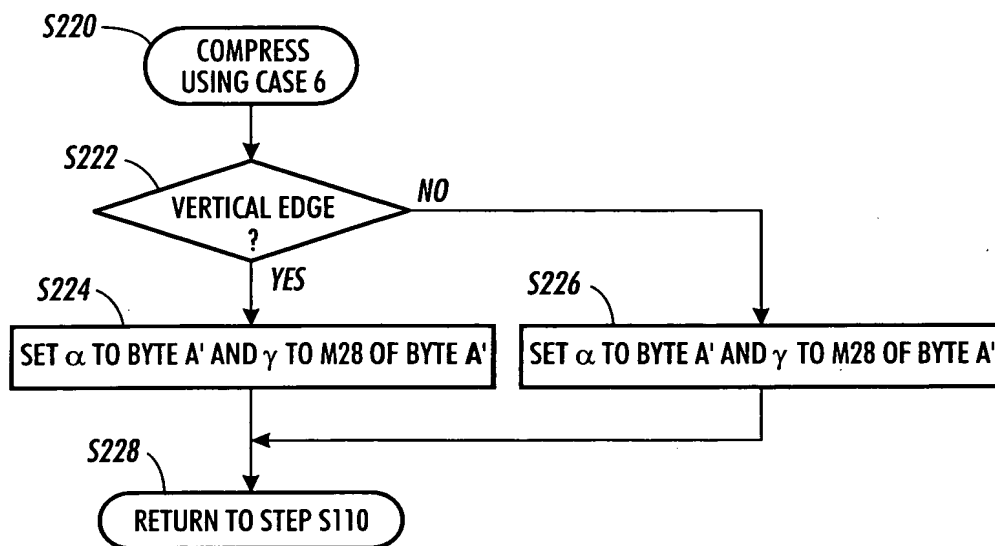 S220
COMPRESS
USING CASE 6
S222
VERTICAL EDGE
?
NO
YES
S224
SET α TO BYTE A' AND γ TO M28 OF BYTE A'
S226
SET α TO BYTE A' AND γ TO M28 OF BYTE A'
S228
RETURN TO STEP S110